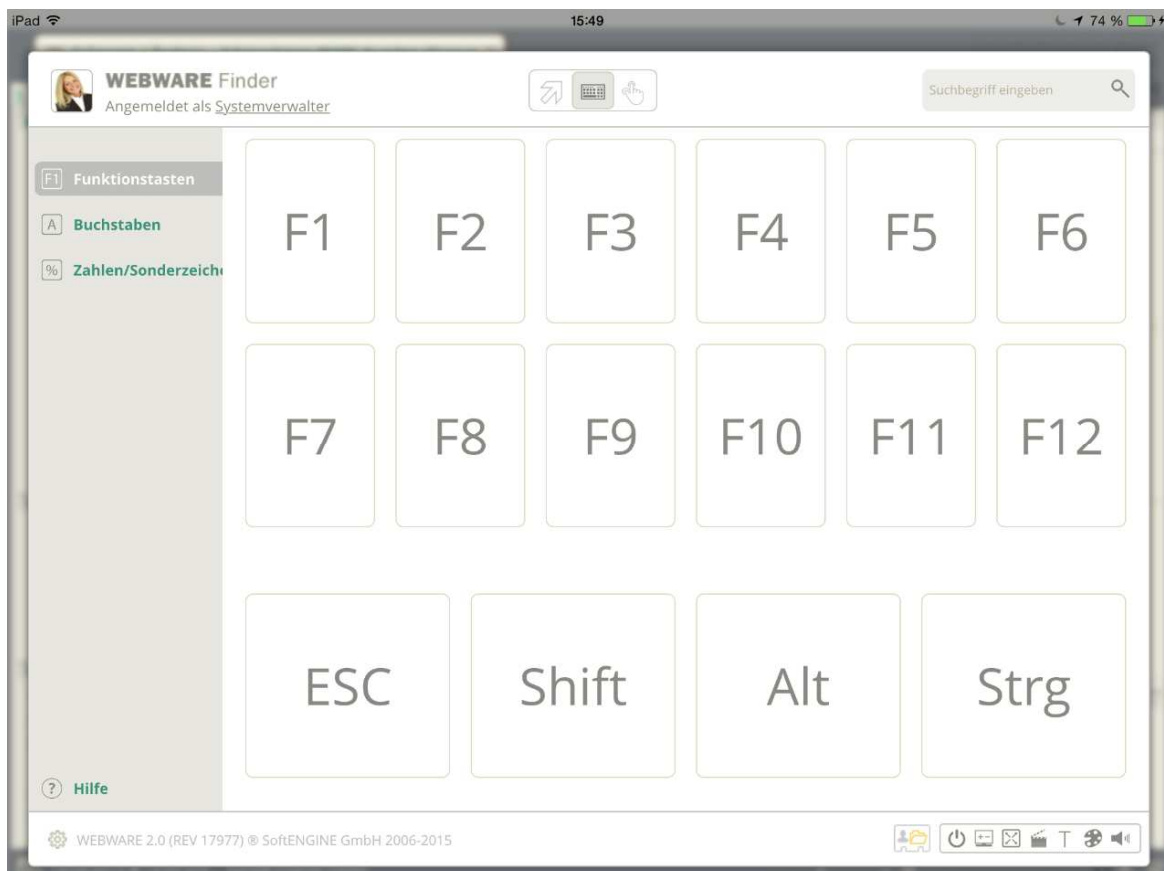 iPad 15:49 74 %
WEBWARE Finder
Angemeldet als Systemverwalter
Suchbegriff eingeben
F1 Funktionstasten
A Buchstaben
% Zahlen/Sonderzeiche
F1 F2 F3 F4 F5 F6
F7 F8 F9 F10 F11 F12
ESC Shift Alt Strg
? Hilfe
WEBWARE 2.0 (REV 17977) ® SoftENGINE GmbH 2006-2015
T